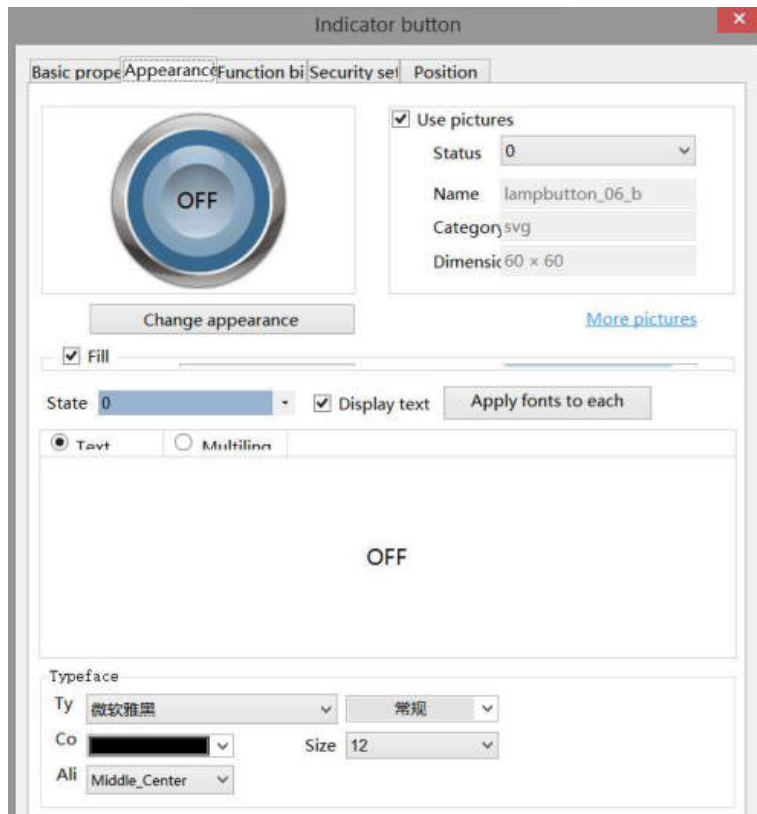 Indicator button
Basic prope Appearance Function bi Security set Position
OFF
Use pictures
Status 0
Name lampbutton_06_b
Category svg
Dimensic 60 × 60
Change appearance
More pictures
Fill
State 0 Display text Apply fonts to each
Text Multiling
OFF
Typeface
Ty 微软雅黑 常规
Co Size 12
Ali Middle_Center